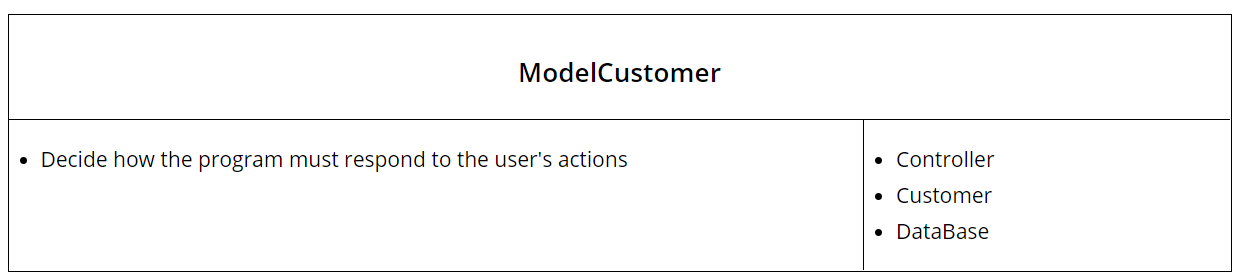 ModelCustomer
• Decide how the program must respond to the user's actions
• Controller
• Customer
• DataBase